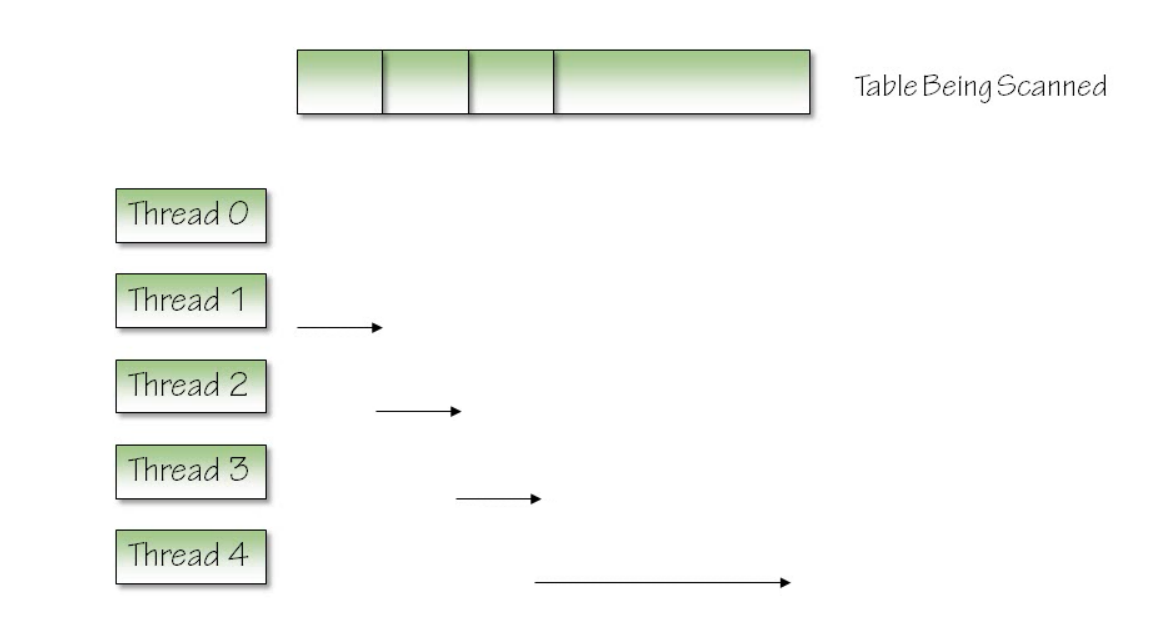 Table Being Scanned
Thread 0
Thread 1
Thread 2
Thread 3
Thread 4